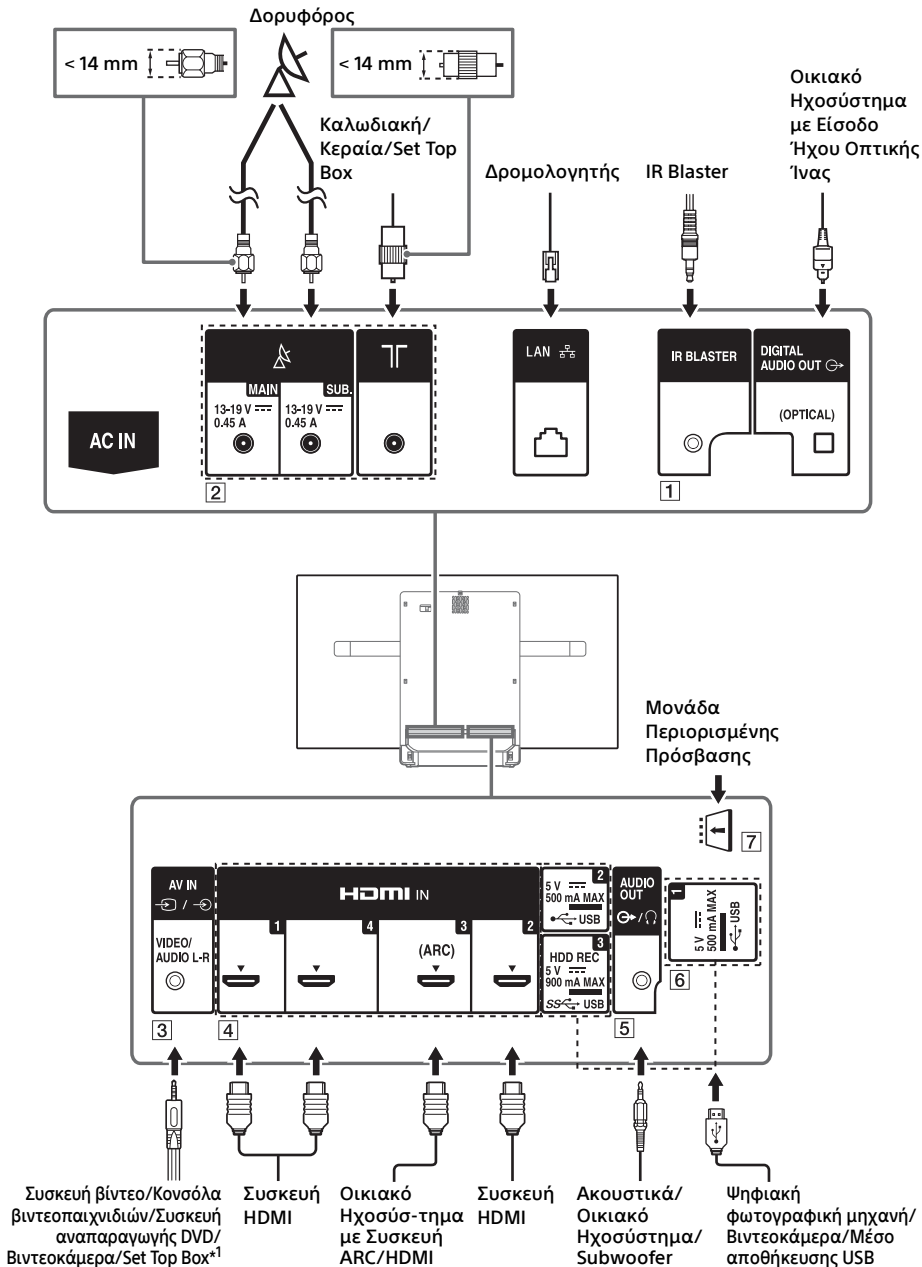 Δορυφόρος
< 14 mm
< 14 mm
Καλωδιακή/
Κεραία/Set Top
Box
Δρομολογητής
IR Blaster
Οικιακό
Ηχοσύστημα
με Είσοδο
Ήχου Οπτικής
Ίνας
AC IN
MAIN
13-19 V
0.45 A
SUB.
13-19 V
0.45 A
2
LAN
IR BLASTER
1
DIGITAL
AUDIO OUT
(OPTICAL)
Μονάδα
Περιορισμένης
Πρόσβασης
7
AV IN
/
VIDEO/
AUDIO L-R
3
HDMI IN
1
4
3
(ARC)
2
4
2
5 V
500 mA MAX
USB
3
HDD REC
5 V
900 mA MAX
SS USB
AUDIO
OUT
/
5
1
5 V
500 mA MAX
USB
6
Συσκευή βίντεο/Κονσόλα
βιντεοπαιχνιδιών/Συσκευή
αναπαραγωγής DVD/
Βιντεοκάμερα/Set Top Box*1
Συσκευή
HDMI
Οικιακό
Ηχοσύσ-τημα
με Συσκευή
ARC/HDMI
Συσκευή
HDMI
Ακουστικά/
Οικιακό
Ηχοσύστημα/
Subwoofer
Ψηφιακή
φωτογραφική μηχανή/
Βιντεοκάμερα/Μέσο
αποθήκευσης USB